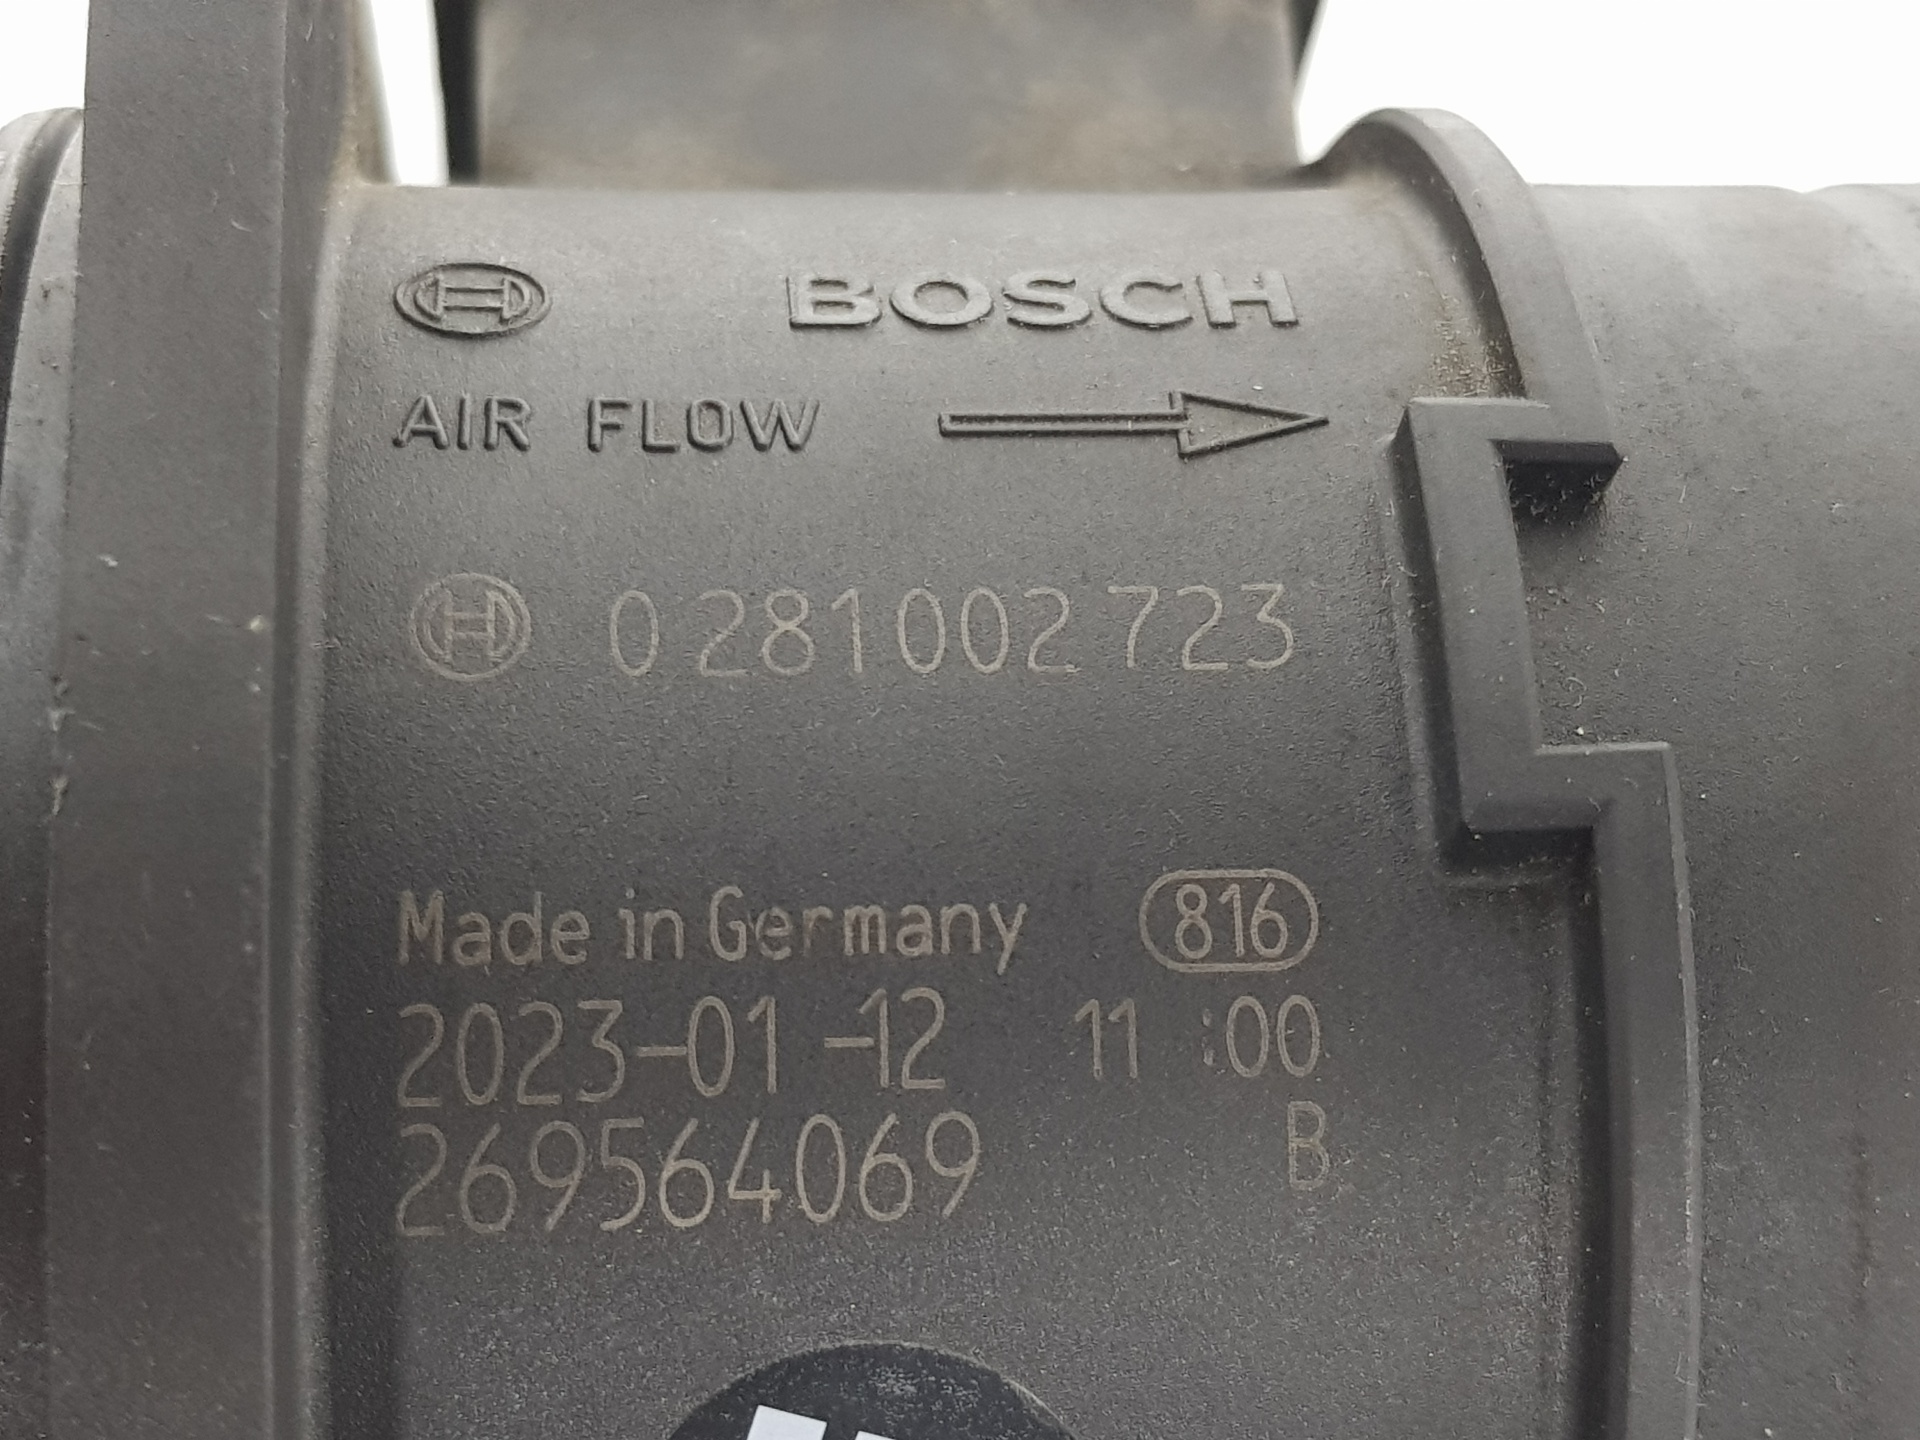 BOSCH
AIR FLOW
0 281 002 723
Made in Germany 816
2023-01-12 11:00
269564069 B